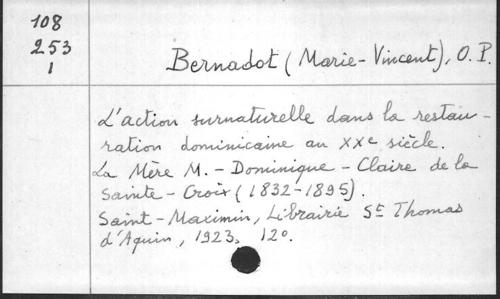 108
253
1
Bernadot (Marie-Vincent), O. P.
L'action surnaturelle dans la restau-
ration dominicaine au XXe siècle.
La Mère M. - Dominique - Claire de la
Sainte - Croix (1832-1895).
Saint-Maximin, Librairie St Thomas
d'Aquin, 1923, 12°.